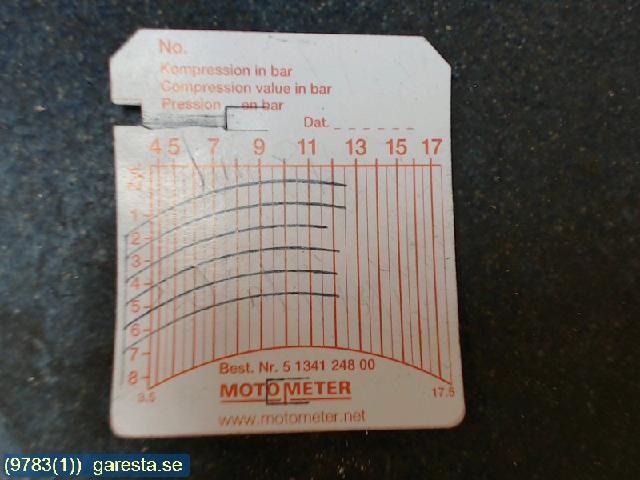 No.
Kompression in bar
Compression value in bar
Pression en bar
Dat. _ _ _ _ _ _
4 5 7 9 11 13 15 17
Zyl.
1
2
3
4
5
6
7
8
3.5 17.5
Best. Nr. 5 1341 248 00
MOTOMETER
www.motometer.net
(9783(1)) garesta.se